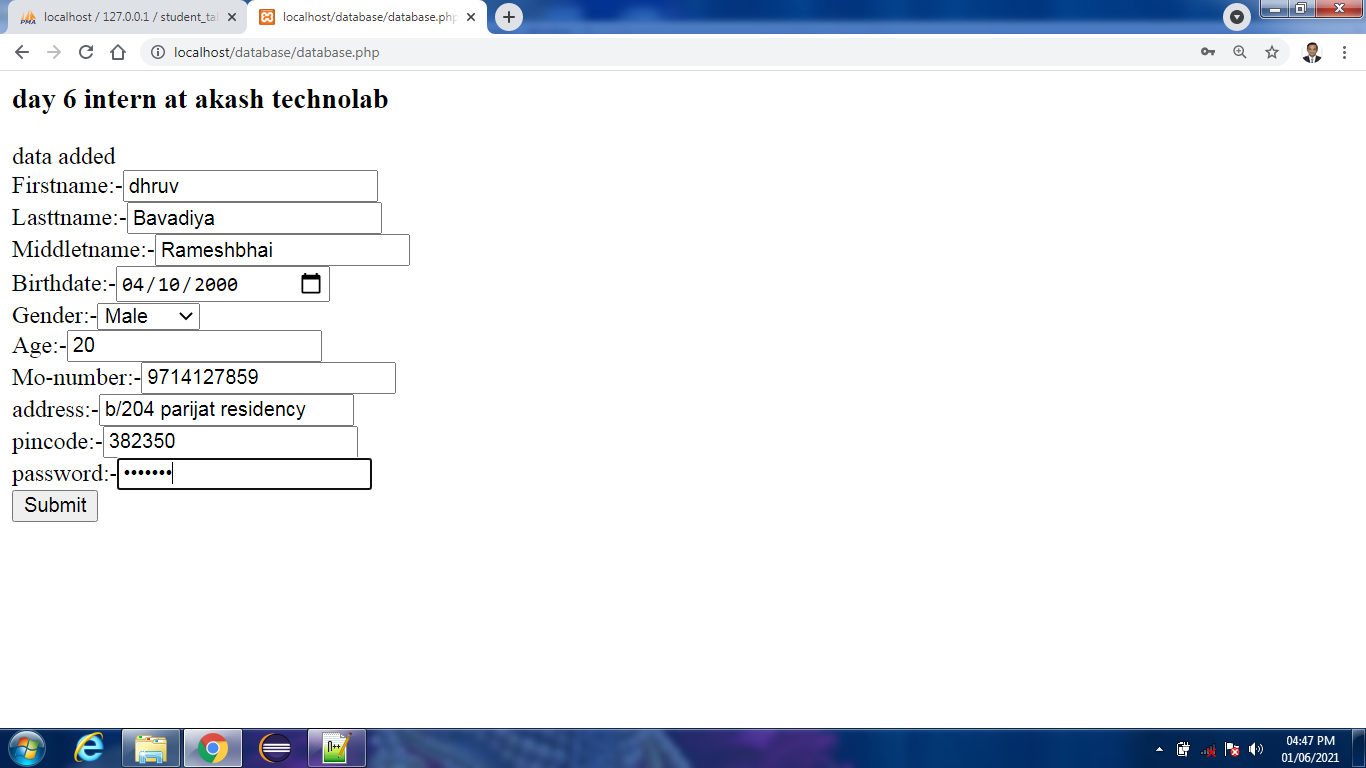 localhost / 127.0.0.1 / student_tal
localhost/database/database.php
localhost/database/database.php
day 6 intern at akash technolab
data added
Firstname:-dhruv
Lasttname:-Bavadiya
Middletname:-Rameshbhai
Birthdate:-04/10/2000
Gender:-Male
Age:-20
Mo-number:-9714127859
address:-b/204 parijat residency
pincode:-382350
password:-•••••••
Submit
04:47 PM
01/06/2021